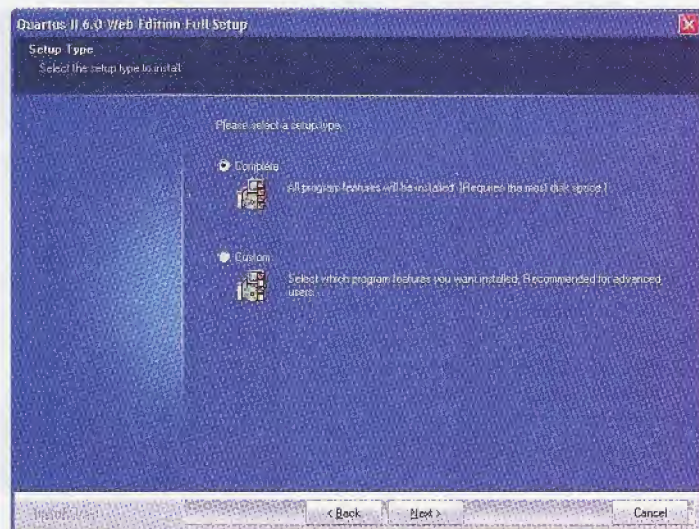 Quartus II 6.0 Web Edition Full Setup
Setup Type
Select the setup type to install.
Please select a setup type.
Complete
All program features will be installed. (Requires the most disk space.)
Custom
Select which program features you want installed. Recommended for advanced
users.
InstallShield
< Back
Next >
Cancel